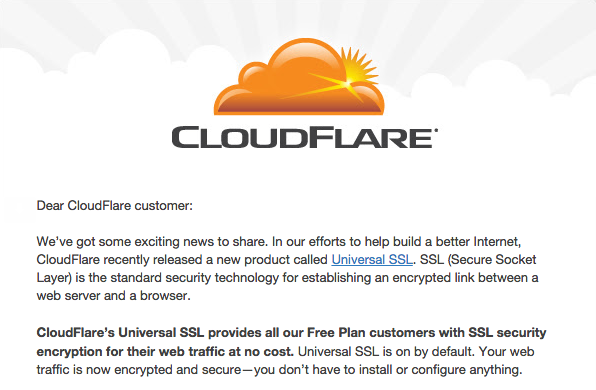 CLOUDFLARE
Dear CloudFlare customer:
We've got some exciting news to share. In our efforts to help build a better Internet,
CloudFlare recently released a new product called Universal SSL. SSL (Secure Socket
Layer) is the standard security technology for establishing an encrypted link between a
web server and a browser.
CloudFlare's Universal SSL provides all our Free Plan customers with SSL security
encryption for their web traffic at no cost. Universal SSL is on by default. Your web
traffic is now encrypted and secure—you don't have to install or configure anything.